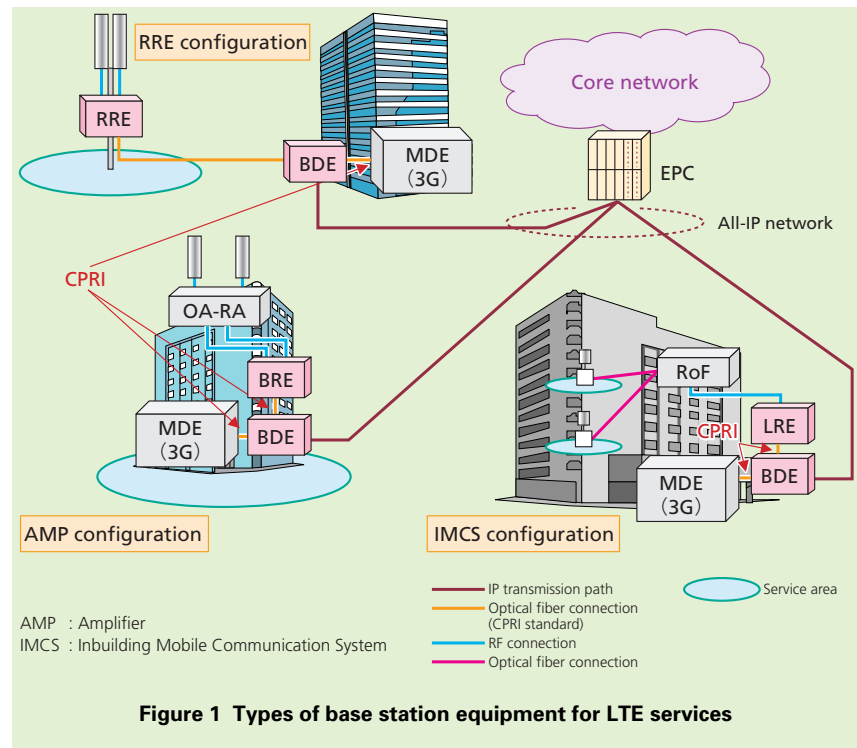 RRE configuration
RRE
BDE
MDE
(3G)
Core network
EPC
All-IP network
CPRI
OA-RA
BRE
MDE
(3G)
BDE
AMP configuration
RoF
LRE
CPRI
MDE
(3G)
BDE
IMCS configuration
IP transmission path
Optical fiber connection
(CPRI standard)
RF connection
Optical fiber connection
Service area
AMP : Amplifier
IMCS : Inbuilding Mobile Communication System
Figure 1 Types of base station equipment for LTE services